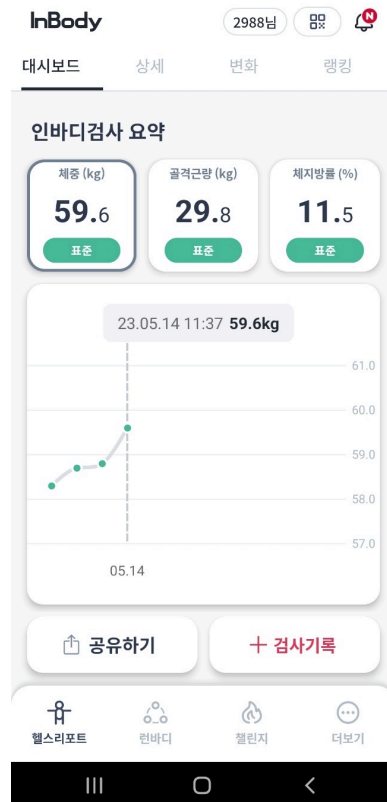 InBody
2988님
N
대시보드 상세 변화 랭킹
인바디검사 요약
체중 (kg) 골격근량 (kg) 체지방률 (%)
59.6 29.8 11.5
표준 표준 표준
23.05.14 11:37 59.6kg
61.0
60.0
59.0
58.0
57.0
05.14
공유하기 + 검사기록
헬스리포트 런바디 챌린지 더보기